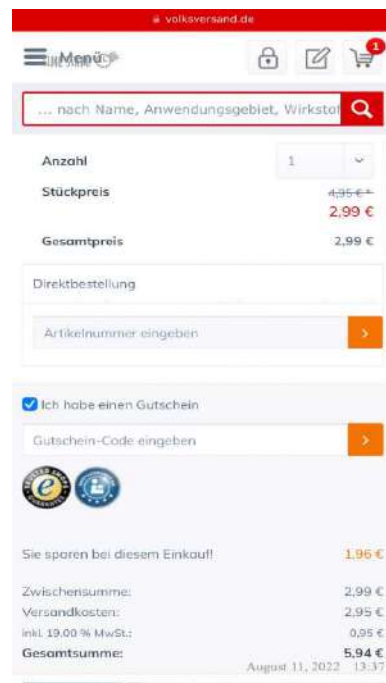 volksversand.de
Menü
1
... nach Name, Anwendungsgebiet, Wirkstof
Anzahl 1
Stückpreis 4,95 € *
2,99 €
Gesamtpreis 2,99 €
Direktbestellung
Artikelnummer eingeben
Ich habe einen Gutschein
Gutschein-Code eingeben
Sie sparen bei diesem Einkauf! 1,96 €
Zwischensumme: 2,99 €
Versandkosten: 2,95 €
inkl. 19.00 % MwSt.: 0,95 €
Gesamtsumme: 5,94 €
August 11, 2022 13:37